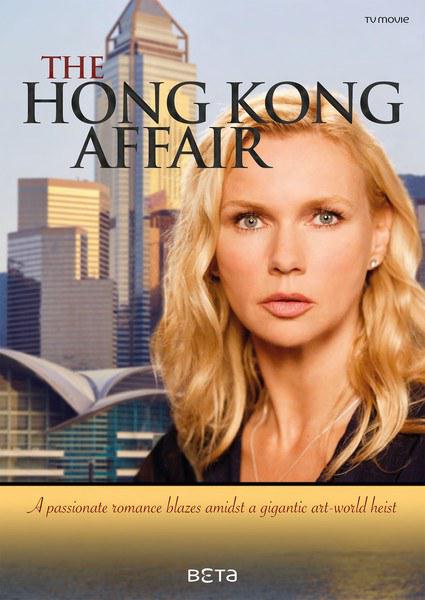 TV MOVIE
THE
HONG KONG
AFFAIR
A passionate romance blazes amidst a gigantic art-world heist
BETA